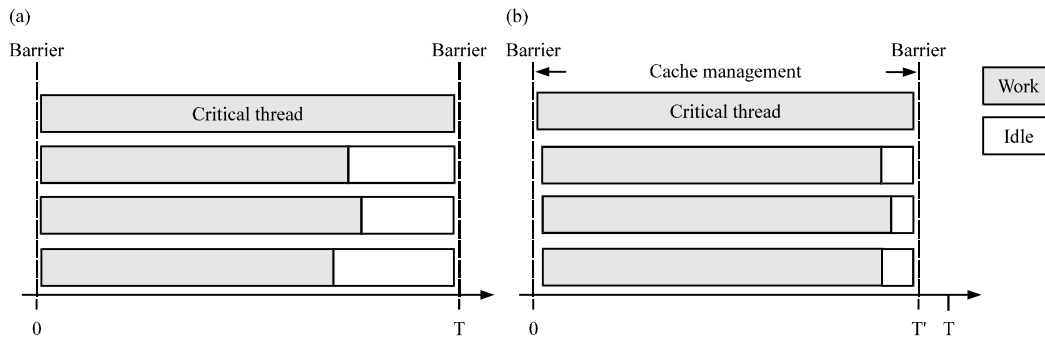 (a)
Barrier Barrier
Critical thread
0 T
(b)
Barrier Barrier
Cache management
Critical thread
0 T' T
Work
Idle